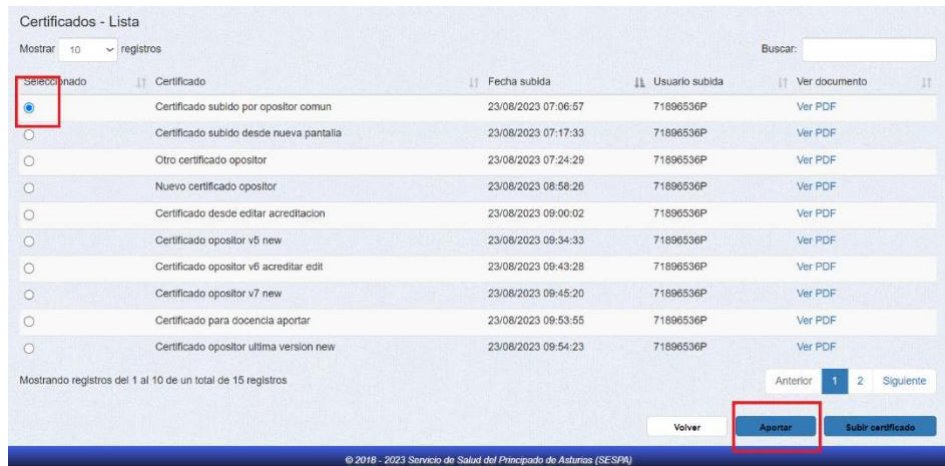 Certificados - Lista
Mostrar 10 registros Buscar:
Seleccionado Certificado Fecha subida Usuario subida Ver documento
Certificado subido por opositor comun 23/08/2023 07:06:57 71896536P Ver PDF
Certificado subido desde nueva pantalla 23/08/2023 07:17:33 71896536P Ver PDF
Otro certificado opositor 23/08/2023 07:24:29 71896536P Ver PDF
Nuevo certificado opositor 23/08/2023 08:58:26 71896536P Ver PDF
Certificado desde editar acreditacion 23/08/2023 09:00:02 71896536P Ver PDF
Certificado opositor v5 new 23/08/2023 09:34:33 71896536P Ver PDF
Certificado opositor v6 acreditar edit 23/08/2023 09:43:28 71896536P Ver PDF
Certificado opositor v7 new 23/08/2023 09:45:20 71896536P Ver PDF
Certificado para docencia aportar 23/08/2023 09:53:55 71896536P Ver PDF
Certificado opositor ultima version new 23/08/2023 09:54:23 71896536P Ver PDF
Mostrando registros del 1 al 10 de un total de 15 registros Anterior 1 2 Siguiente
Volver Aportar Subir certificado
© 2018 - 2023 Servicio de Salud del Principado de Asturias (SESPA)